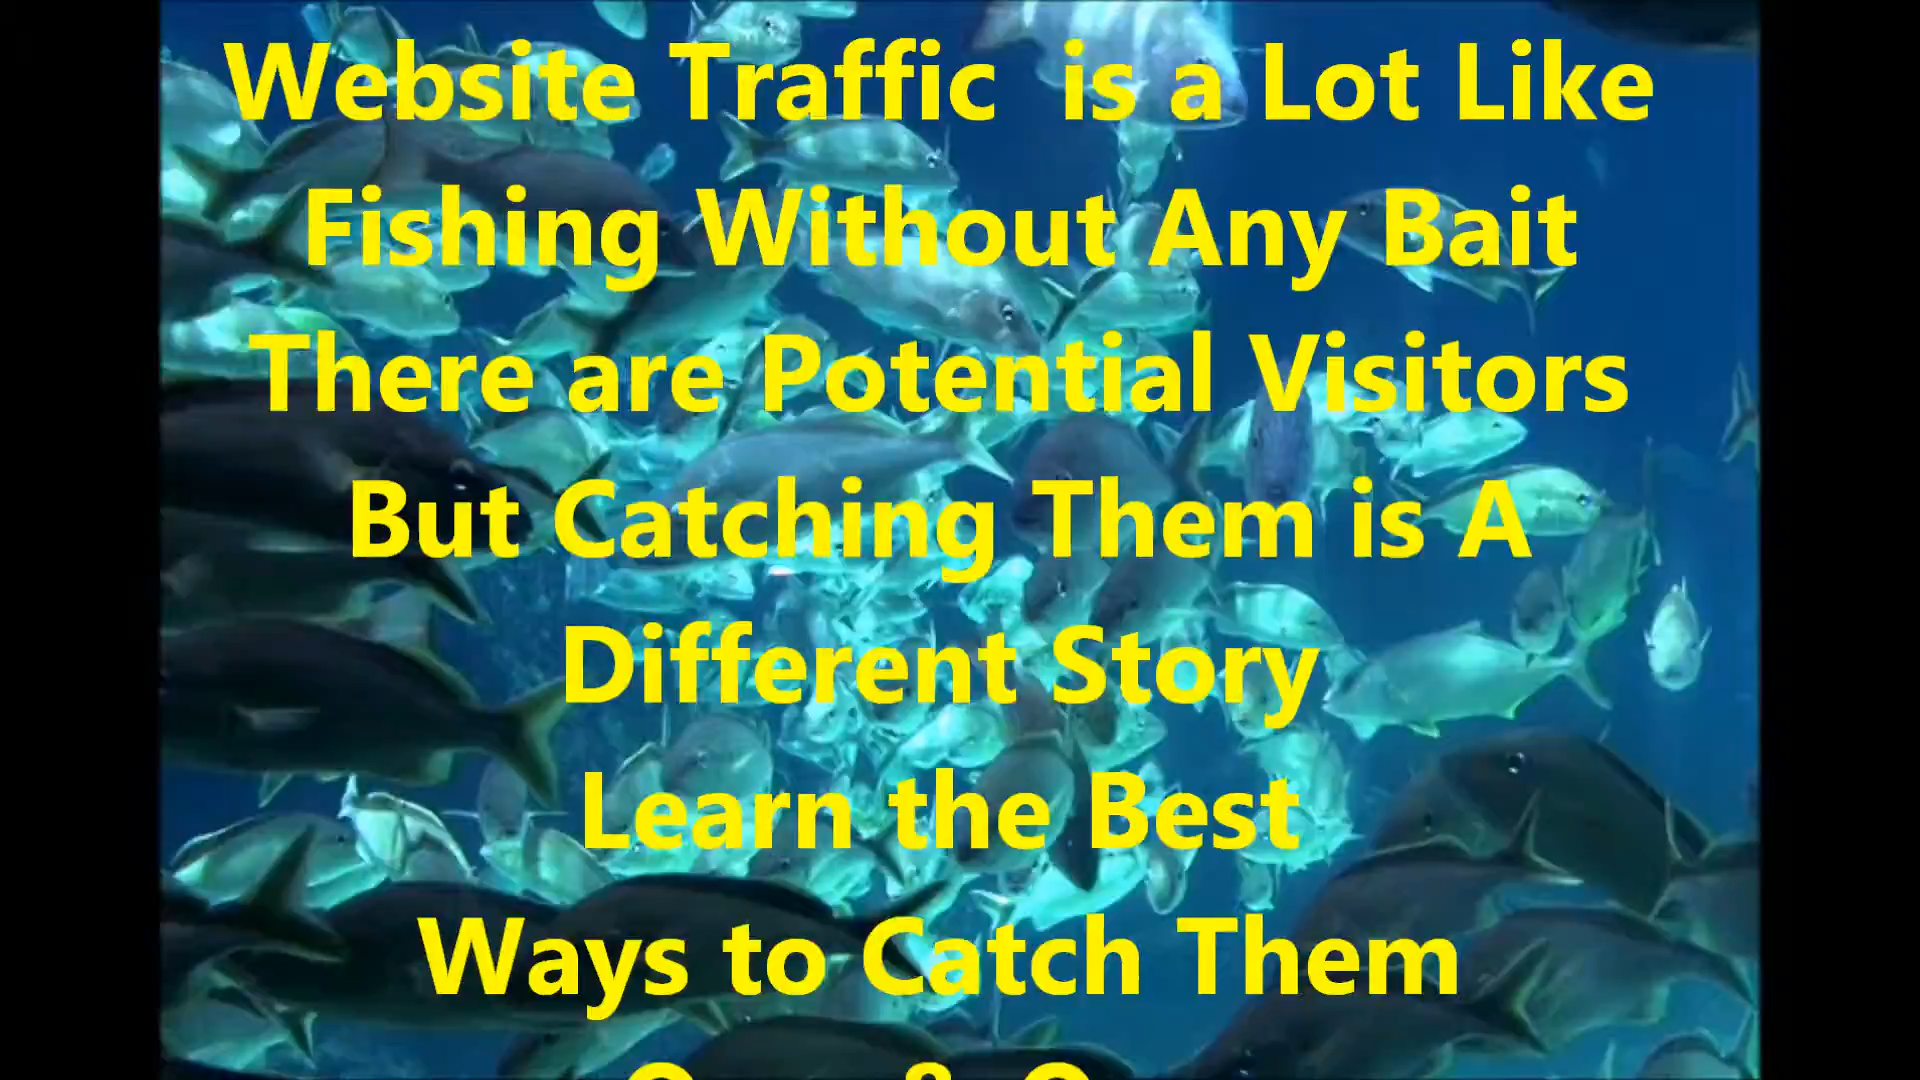 Website Traffic is a Lot Like
Fishing Without Any Bait
There are Potential Visitors
But Catching Them is A
Different Story
Learn the Best
Ways to Catch Them